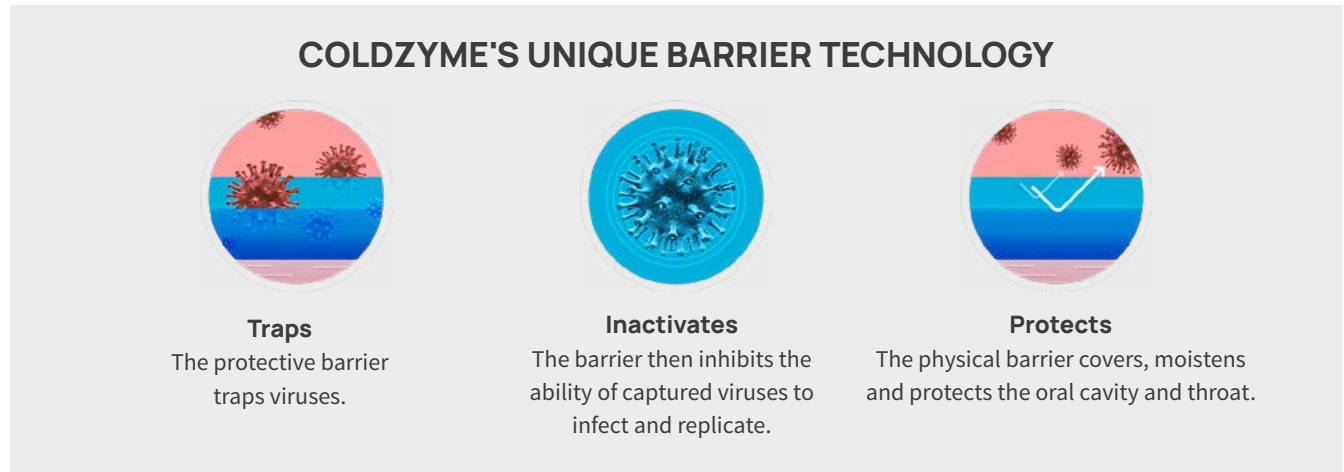 COLDZYME'S UNIQUE BARRIER TECHNOLOGY
Traps
The protective barrier
traps viruses.
Inactivates
The barrier then inhibits the
ability of captured viruses to
infect and replicate.
Protects
The physical barrier covers, moistens
and protects the oral cavity and throat.